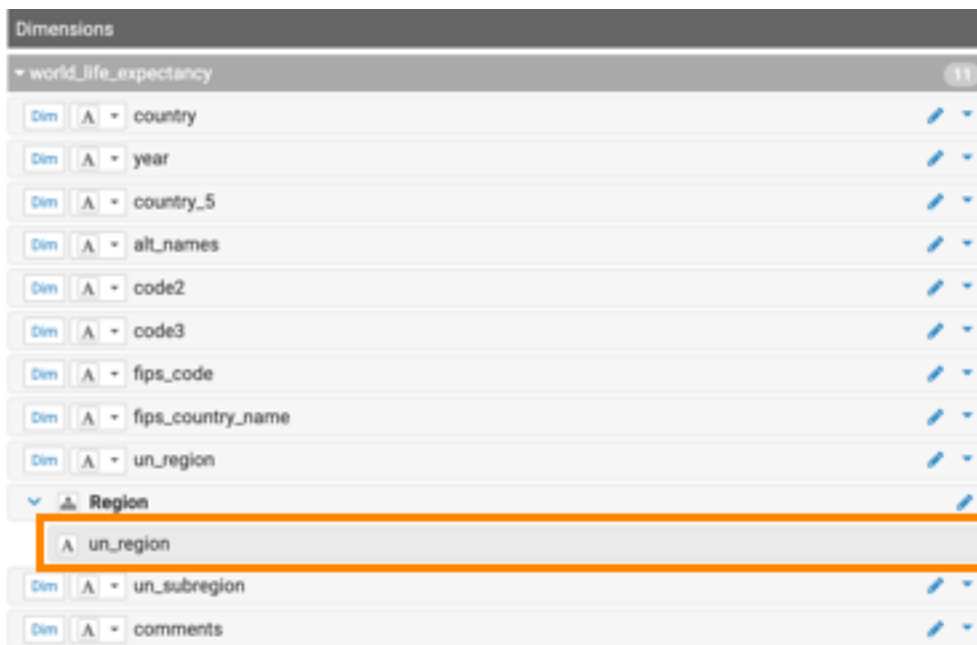 Dimensions
world_life_expectancy 11
Dim A country
Dim A year
Dim A country_5
Dim A alt_names
Dim A code2
Dim A code3
Dim A fips_code
Dim A fips_country_name
Dim A un_region
Region
A un_region
Dim A un_subregion
Dim A comments